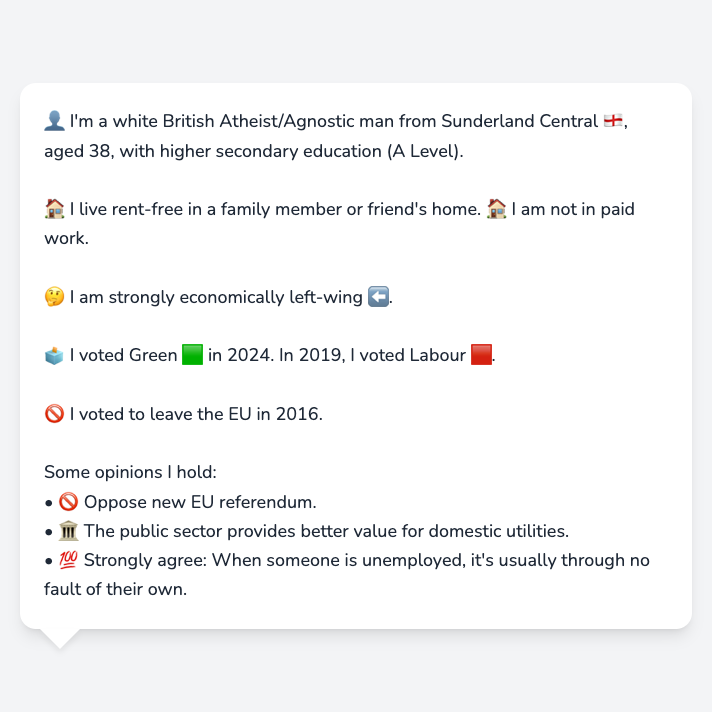 👤 I'm a white British Atheist/Agnostic man from Sunderland Central 🏴󠁧󠁢󠁥󠁮󠁧󠁿,
aged 38, with higher secondary education (A Level).
🏠 I live rent-free in a family member or friend's home. 🏠 I am not in paid
work.
🤔 I am strongly economically left-wing ⬅️.
🗳️ I voted Green 🟩 in 2024. In 2019, I voted Labour 🟥.
🚫 I voted to leave the EU in 2016.
Some opinions I hold:
• 🚫 Oppose new EU referendum.
• 🏛️ The public sector provides better value for domestic utilities.
• 💯 Strongly agree: When someone is unemployed, it's usually through no
fault of their own.